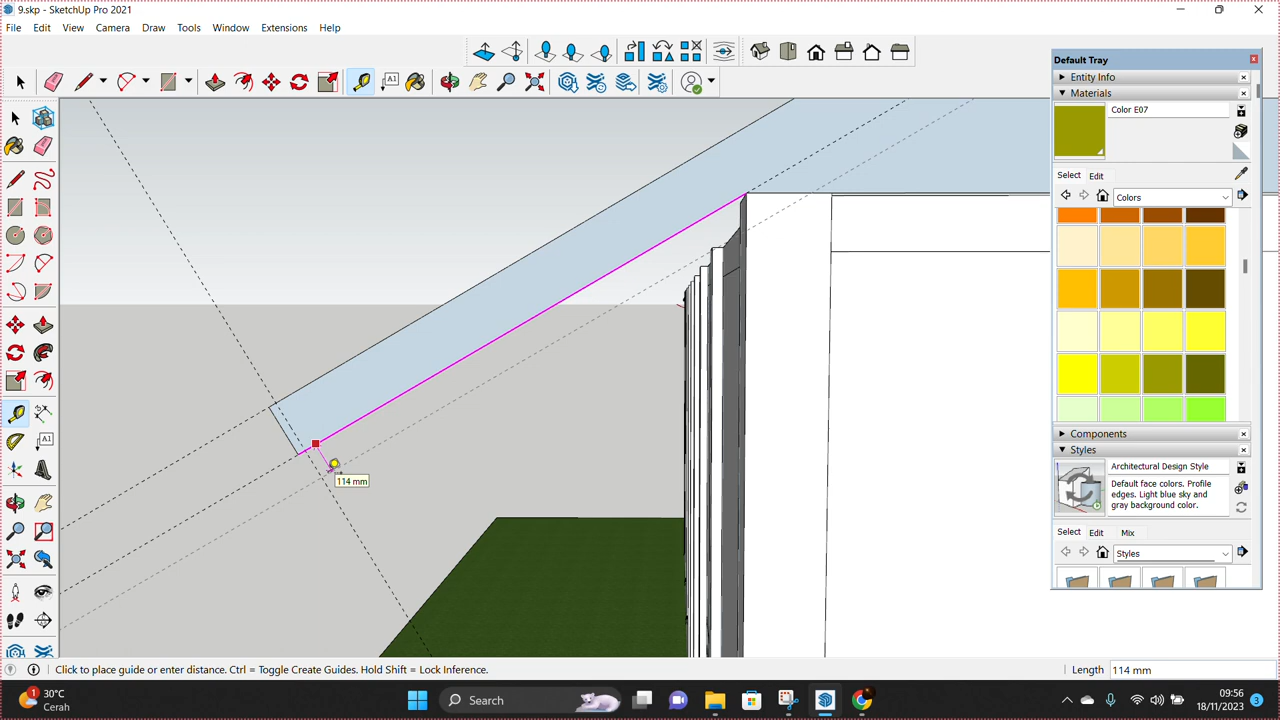 9.skp - SketchUp Pro 2021
File Edit View Camera Draw Tools Window Extensions Help
Default Tray
Entity Info
Materials
Color E07
Select Edit
Colors
114 mm
Components
Styles
Architectural Design Style
Default face colors. Profile
edges. Light blue sky and
gray background color.
Select Edit Mix
Styles
Click to place guide or enter distance. Ctrl = Toggle Create Guides. Hold Shift = Lock Inference.
Length 114 mm
1
30°C
Cerah
Search
09:56
18/11/2023
3